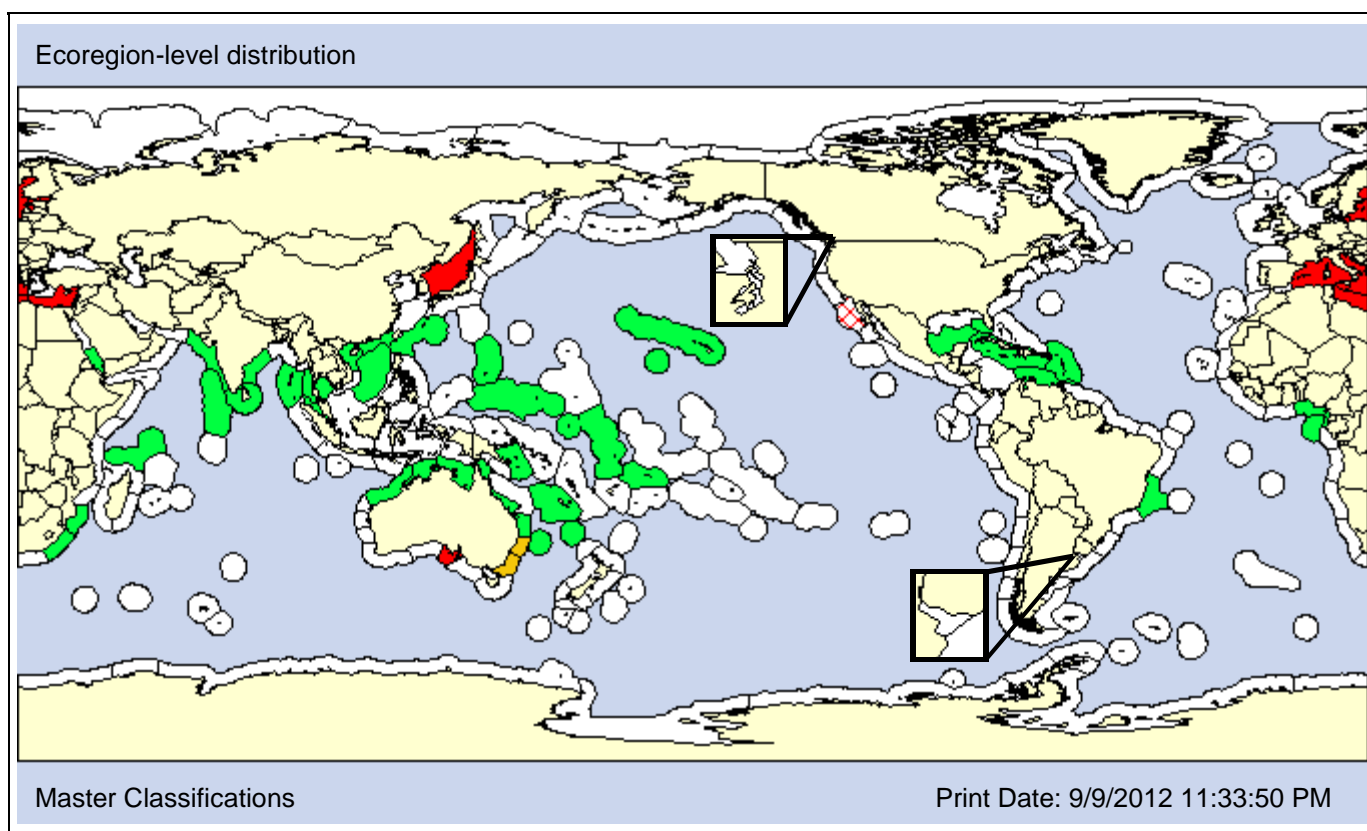 Ecoregion-level distribution
Master Classifications
Print Date: 9/9/2012 11:33:50 PM